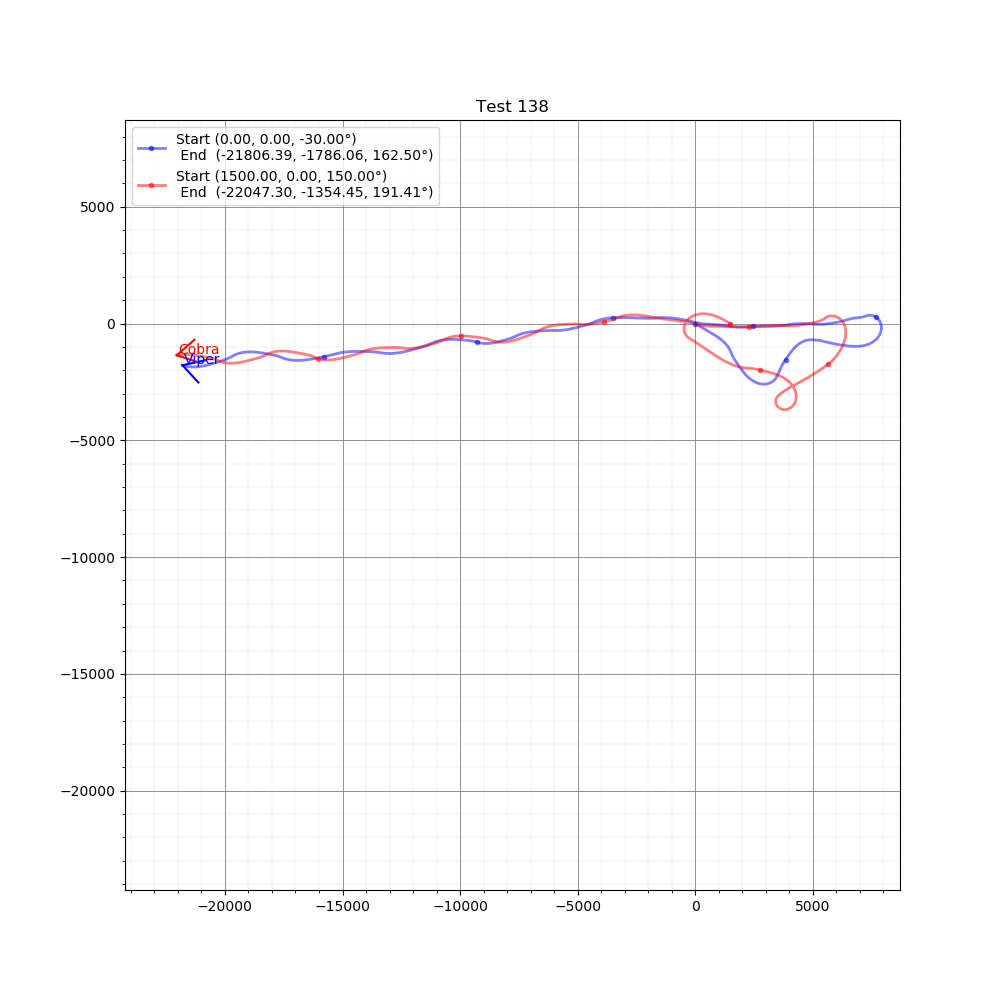 Test 138
Start (0.00, 0.00, -30.00°)
End (-21806.39, -1786.06, 162.50°)
Start (1500.00, 0.00, 150.00°)
End (-22047.30, -1354.45, 191.41°)
5000
0
Cobra
Viper
−5000
−10000
−15000
−20000
−20000 −15000 −10000 −5000 0 5000